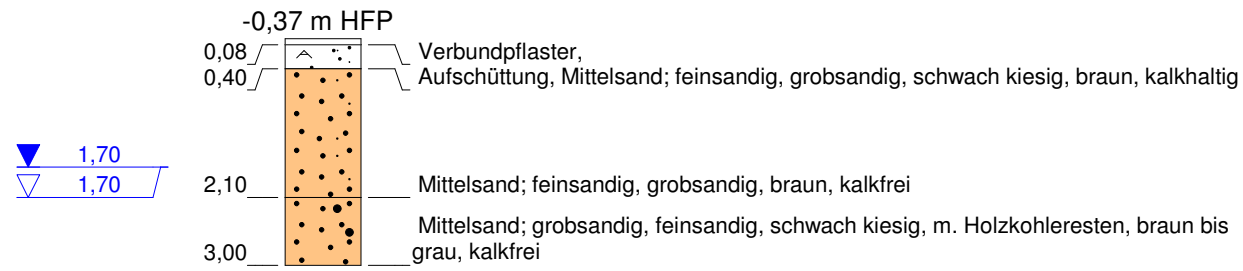 -0,37 m HFP
0,08 Verbundpflaster,
0,40 Aufschüttung, Mittelsand; feinsandig, grobsandig, schwach kiesig, braun, kalkhaltig
1,70
1,70
2,10 Mittelsand; feinsandig, grobsandig, braun, kalkfrei
Mittelsand; grobsandig, feinsandig, schwach kiesig, m. Holzkohleresten, braun bis
3,00 grau, kalkfrei